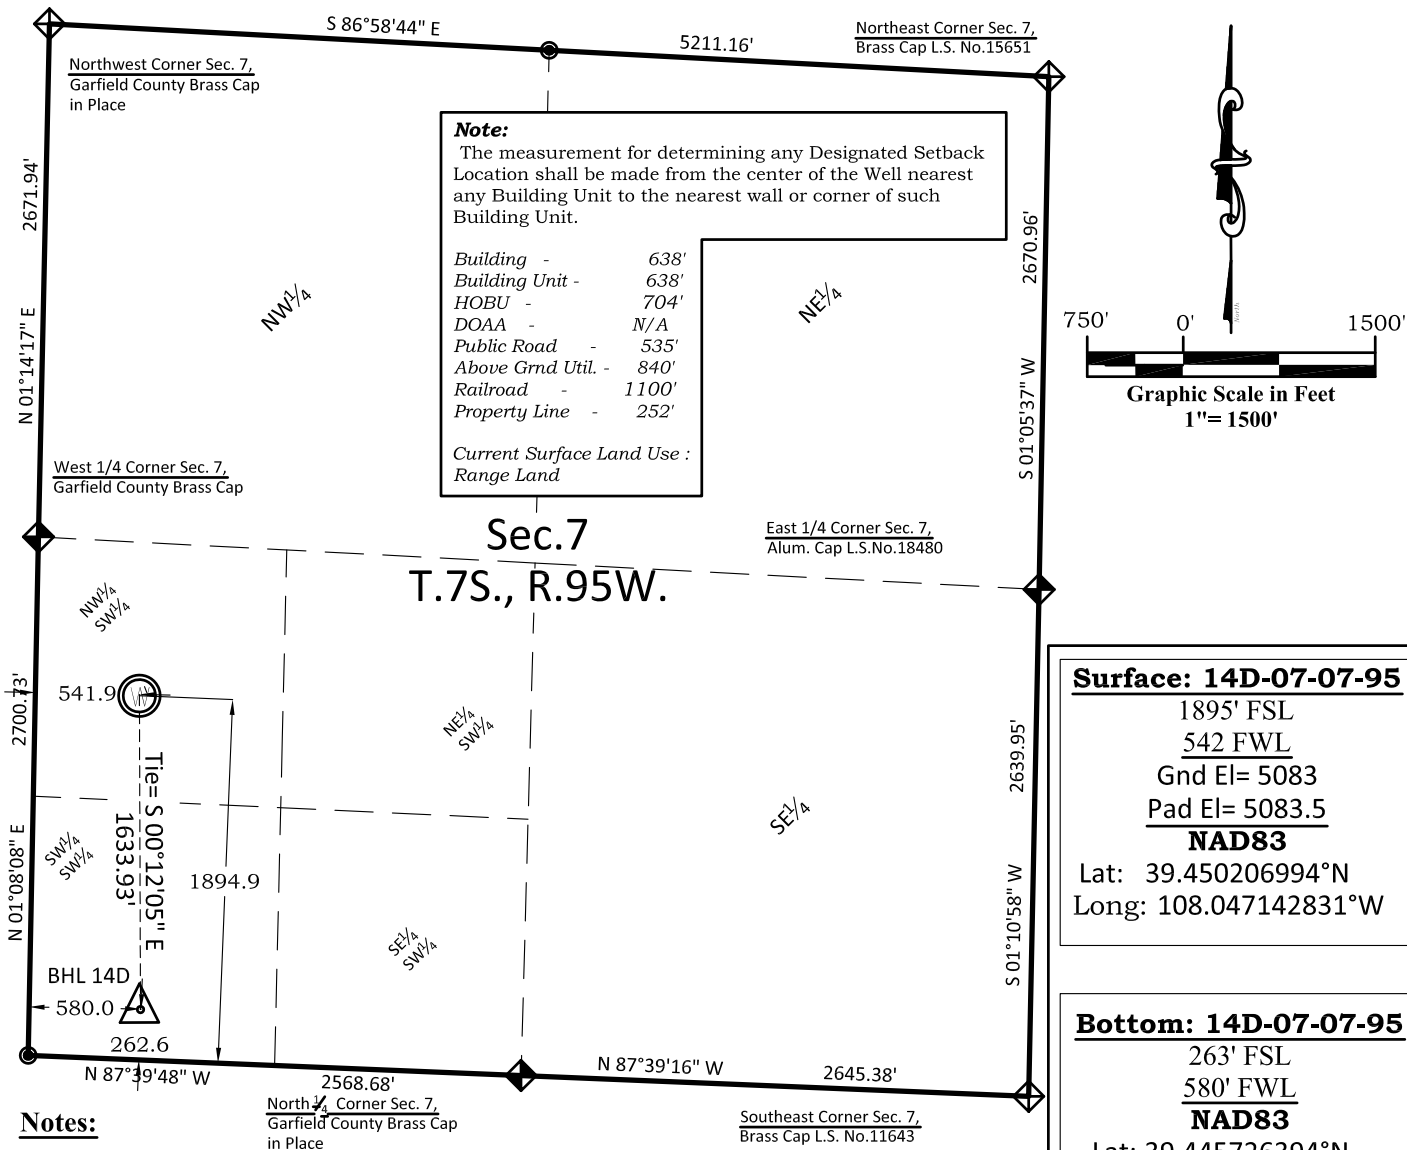 S 86°58'44" E
5211.16'
Northeast Corner Sec. 7,
Brass Cap L.S. No.15651
Northwest Corner Sec. 7,
Garfield County Brass Cap
in Place
Note:
The measurement for determining any Designated Setback
Location shall be made from the center of the Well nearest
any Building Unit to the nearest wall or corner of such
Building Unit.
Building - 638'
Building Unit - 638'
HOBU - 704'
DOAA - N/A
Public Road - 535'
Above Grnd Util. - 840'
Railroad - 1100'
Property Line - 252'
Current Surface Land Use :
Range Land
2671.94'
N 01°14'17" E
NW¼
NE¼
2670.96'
S 01°05'37" W
North
750' 0' 1500'
Graphic Scale in Feet
1"= 1500'
West 1/4 Corner Sec. 7,
Garfield County Brass Cap
Sec.7
T.7S., R.95W.
East 1/4 Corner Sec. 7,
Alum. Cap L.S.No.18480
NW¼
SW¼
541.9
2700.73'
N 01°08'08" E
Tie= S 00°12'05" E
1633.93'
1894.9
NE¼
SW¼
SW¼
SW¼
SE¼
SW¼
SE¼
2639.95'
S 01°10'58" W
BHL 14D
580.0
262.6
N 87°39'48" W
2568.68'
N 87°39'16" W
2645.38'
North ¼ Corner Sec. 7,
Garfield County Brass Cap
in Place
Southeast Corner Sec. 7,
Brass Cap L.S. No.11643
Notes:
Surface: 14D-07-07-95
1895' FSL
542 FWL
Gnd El= 5083
Pad El= 5083.5
NAD83
Lat: 39.450206994°N
Long: 108.047142831°W
Bottom: 14D-07-07-95
263' FSL
580' FWL
NAD83
Lat: 39.445726394°N